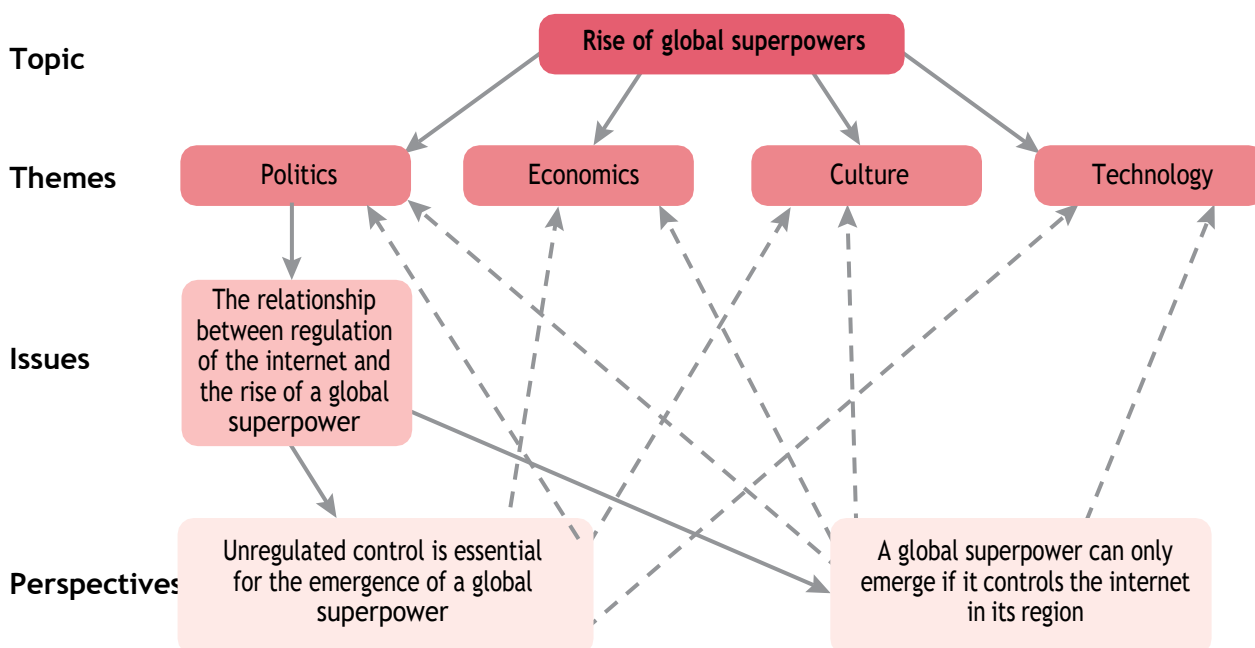 Topic
Rise of global superpowers
Themes
Politics
Economics
Culture
Technology
Issues
The relationship
between regulation
of the internet and
the rise of a global
superpower
Perspectives
Unregulated control is essential
for the emergence of a global
superpower
A global superpower can only
emerge if it controls the internet
in its region